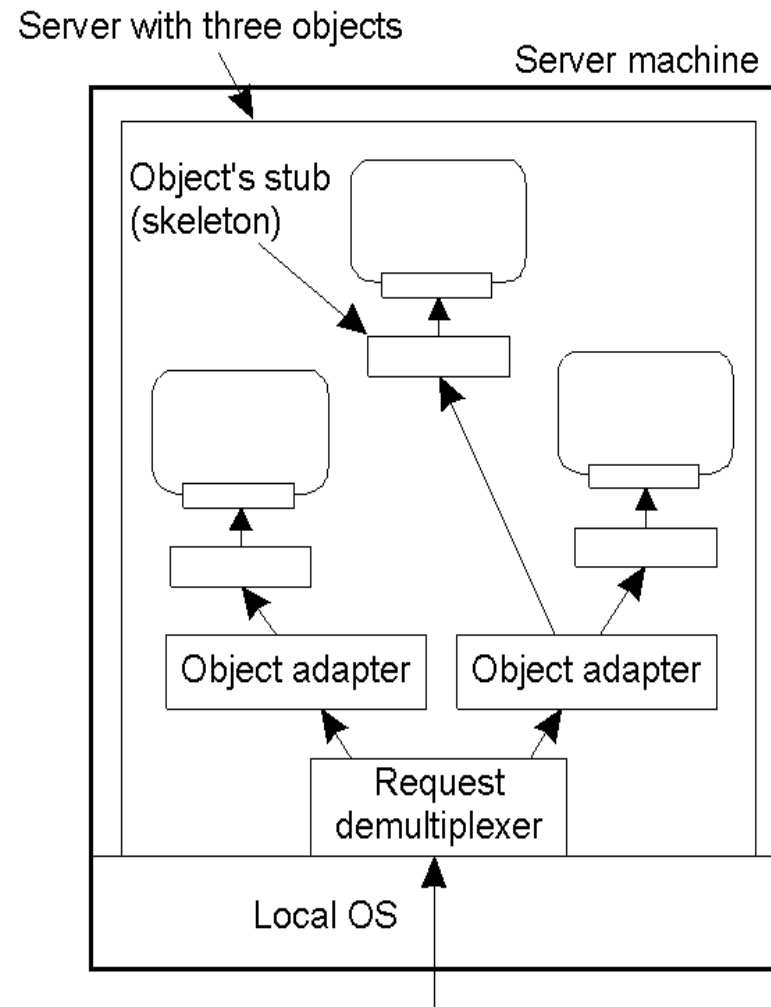 Server with three objects
Server machine
Object's stub
(skeleton)
Object adapter
Object adapter
Request
demultiplexer
Local OS